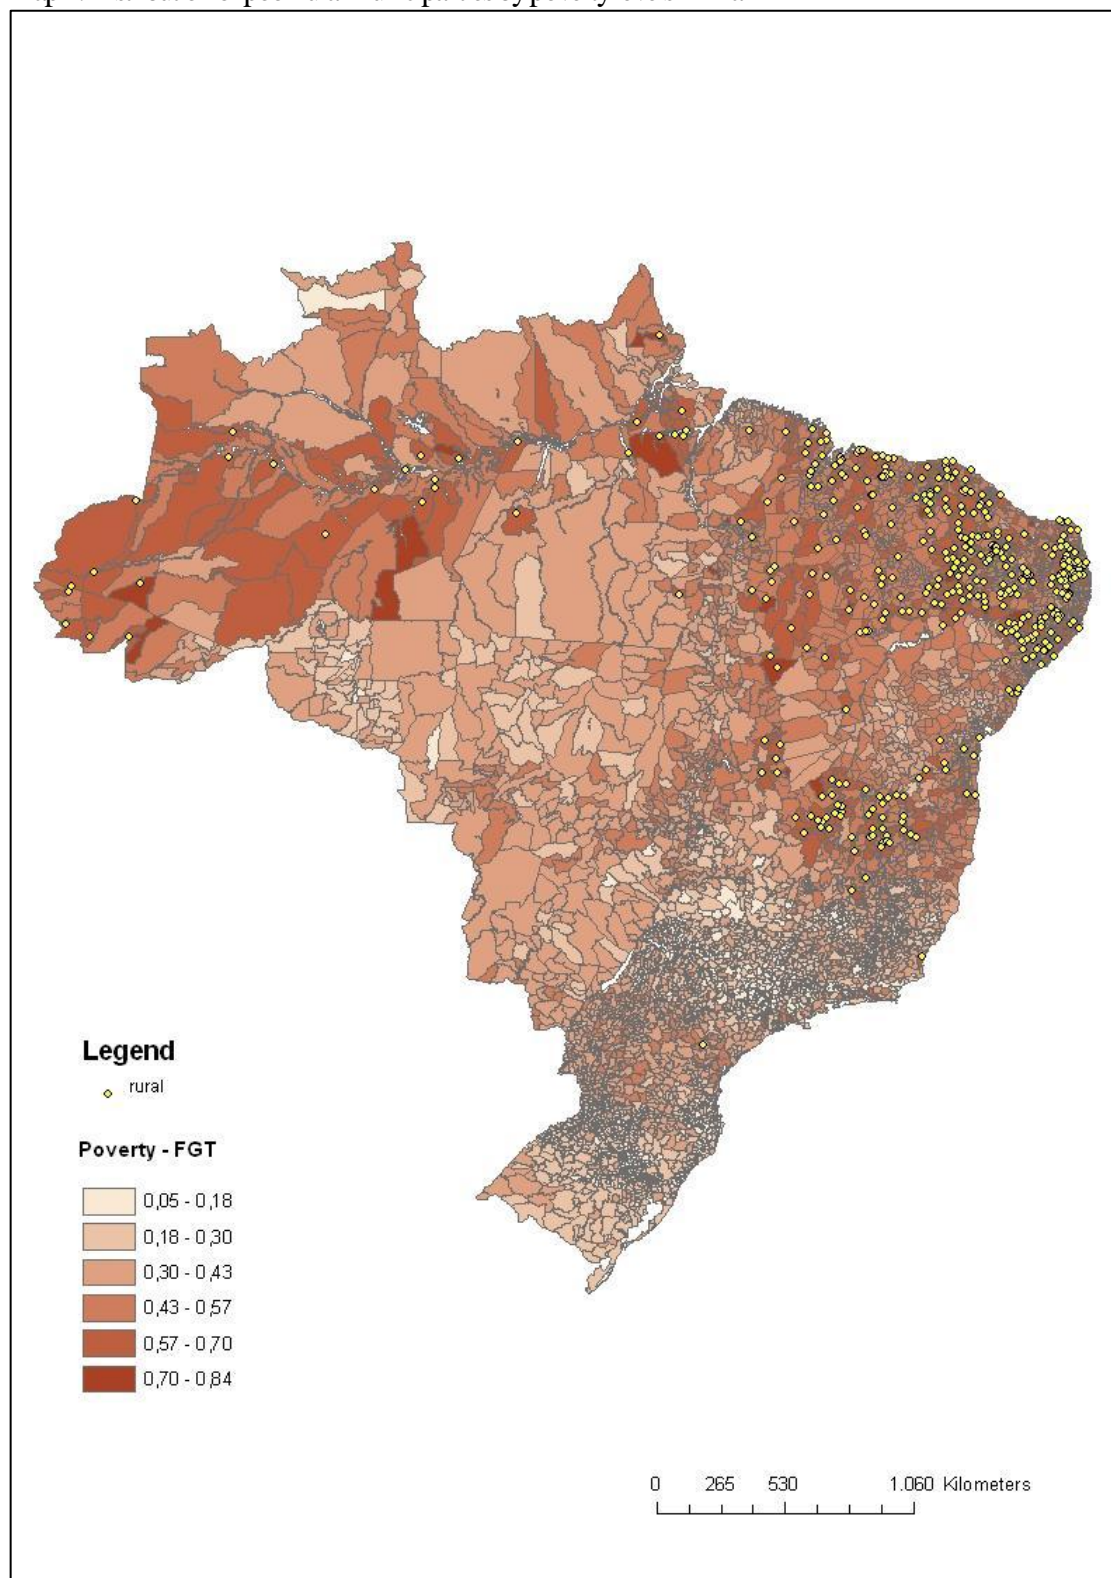 Legend
rural
Poverty - FGT
0,05 - 0,18
0,18 - 0,30
0,30 - 0,43
0,43 - 0,57
0,57 - 0,70
0,70 - 0,84
0 265 530 1.060 Kilometers